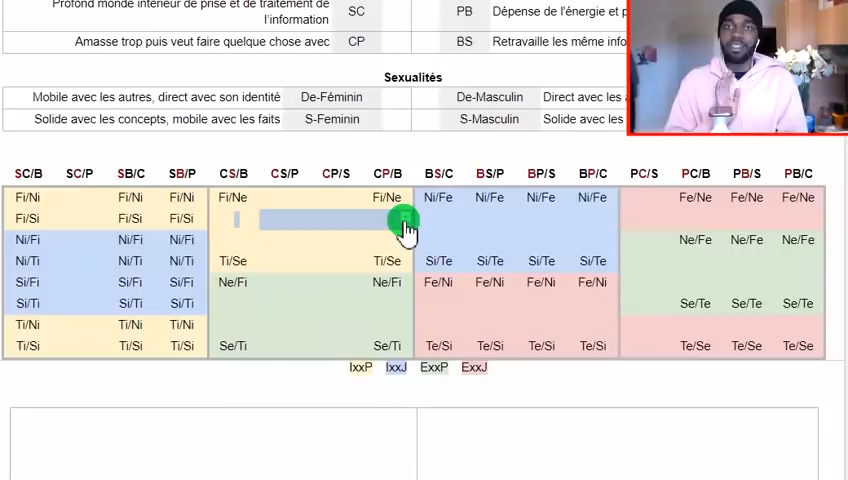 Profond monde intérieur de prise et de traitement de l'information SC PB Dépense de l'énergie et p
Amasse trop puis veut faire quelque chose avec CP BS Retravaille les même info
Sexualités
Mobile avec les autres, direct avec son identité De-Féminin De-Masculin Direct avec les a
Solide avec les concepts, mobile avec les faits S-Feminin S-Masculin Solide avec les
SC/B SC/P SB/C SB/P CS/B CS/P CP/S CP/B BS/C BS/P BP/S BP/C PC/S PC/B PB/S PB/C
Fi/Ni Fi/Ni Fi/Ni Fi/Ne Fi/Ne Ni/Fe Ni/Fe Ni/Fe Ni/Fe Fe/Ne Fe/Ne Fe/Ne
Fi/Si Fi/Si Fi/Si
Ni/Fi Ni/Fi Ni/Fi Ne/Fe Ne/Fe Ne/Fe
Ni/Ti Ni/Ti Ni/Ti Ti/Se Ti/Se Si/Te Si/Te Si/Te Si/Te
Si/Fi Si/Fi Si/Fi Ne/Fi Ne/Fi Fe/Ni Fe/Ni Fe/Ni Fe/Ni
Si/Ti Si/Ti Si/Ti Se/Te Se/Te Se/Te
Ti/Ni Ti/Ni Ti/Ni
Ti/Si Ti/Si Ti/Si Se/Ti Se/Ti Te/Si Te/Si Te/Si Te/Si Te/Se Te/Se Te/Se
IxxP IxxJ ExxP ExxJ